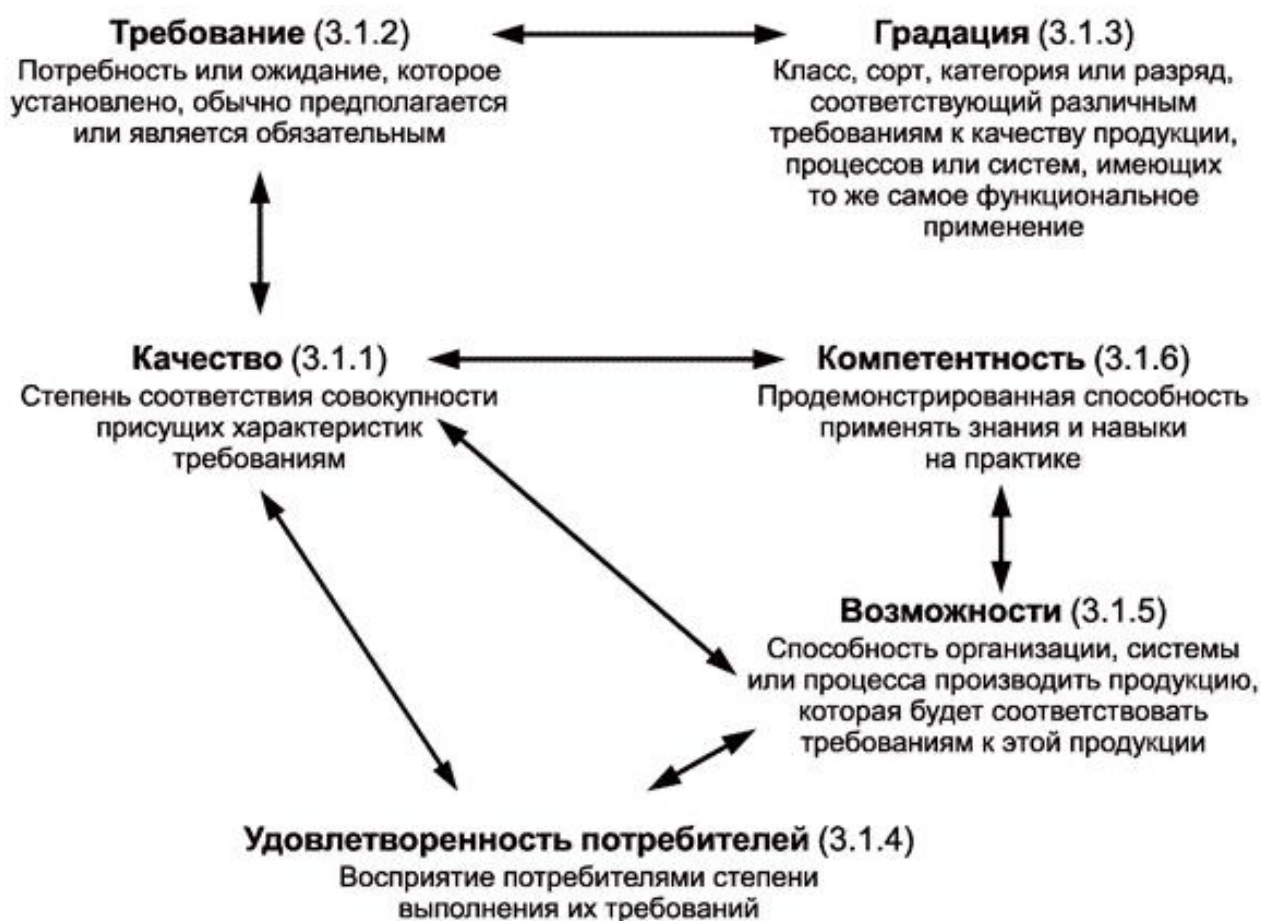 Требование (3.1.2)
Потребность или ожидание, которое
установлено, обычно предполагается
или является обязательным
Градация (3.1.3)
Класс, сорт, категория или разряд,
соответствующий различным
требованиям к качеству продукции,
процессов или систем, имеющих
то же самое функциональное
применение
Качество (3.1.1)
Степень соответствия совокупности
присущих характеристик
требованиям
Компетентность (3.1.6)
Продемонстрированная способность
применять знания и навыки
на практике
Возможности (3.1.5)
Способность организации, системы
или процесса производить продукцию,
которая будет соответствовать
требованиям к этой продукции
Удовлетворенность потребителей (3.1.4)
Восприятие потребителями степени
выполнения их требований